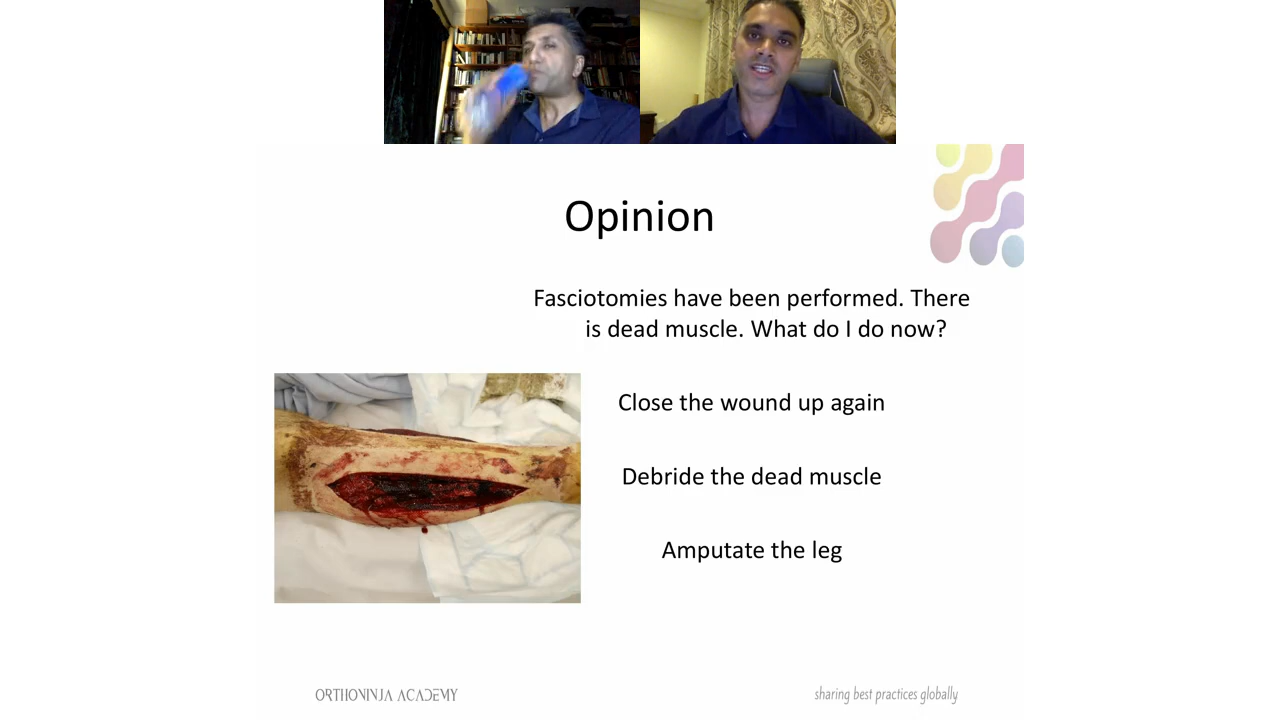 Opinion
Fasciotomies have been performed. There
is dead muscle. What do I do now?
Close the wound up again
Debride the dead muscle
Amputate the leg
ORTHONINJA ACADEMY
sharing best practices globally